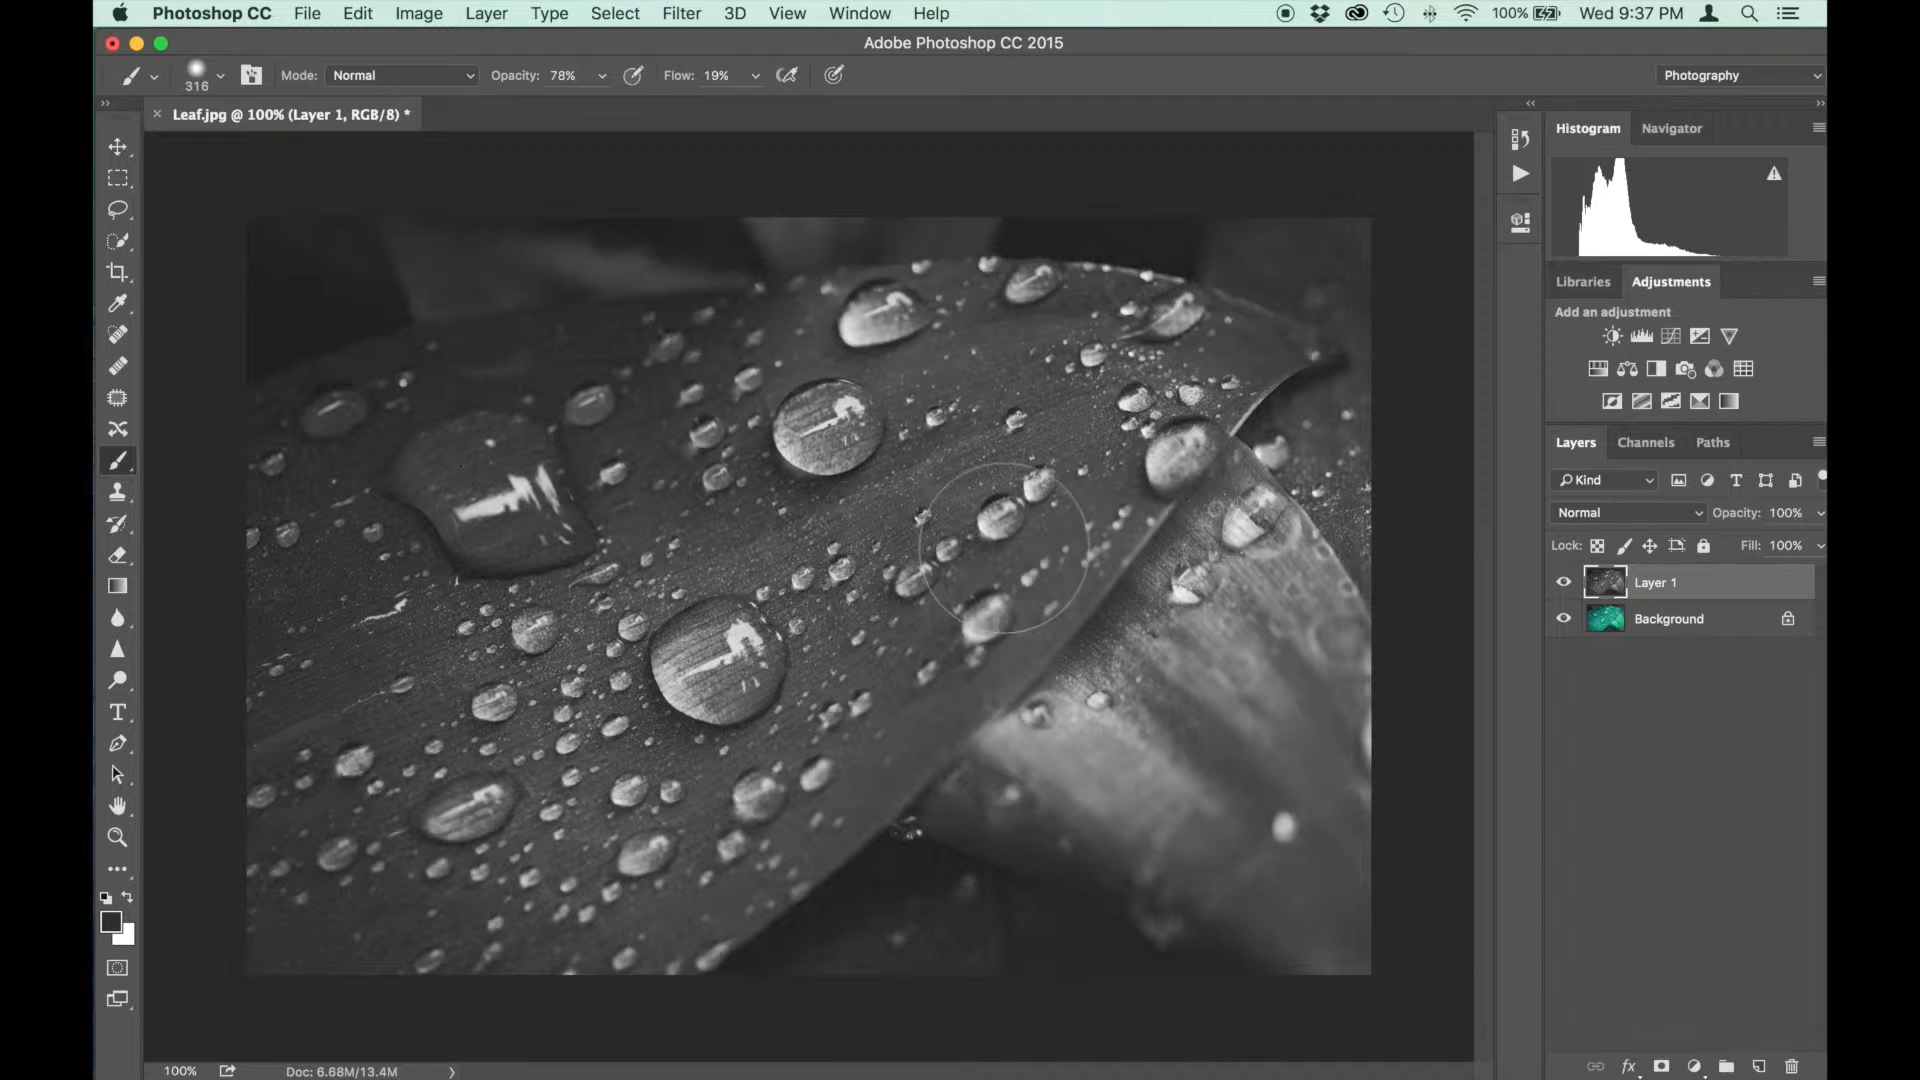 Photoshop CC File Edit Image Layer Type Select Filter 3D View Window Help 100% Wed 9:37 PM
Adobe Photoshop CC 2015
316 Mode: Normal Opacity: 78% Flow: 19% Photography
Leaf.jpg @ 100% (Layer 1, RGB/8) *
Histogram Navigator
Libraries Adjustments
Add an adjustment
Layers Channels Paths
Kind
Normal Opacity: 100%
Lock: Fill: 100%
Layer 1
Background
100% Doc: 6.68M/13.4M
fx